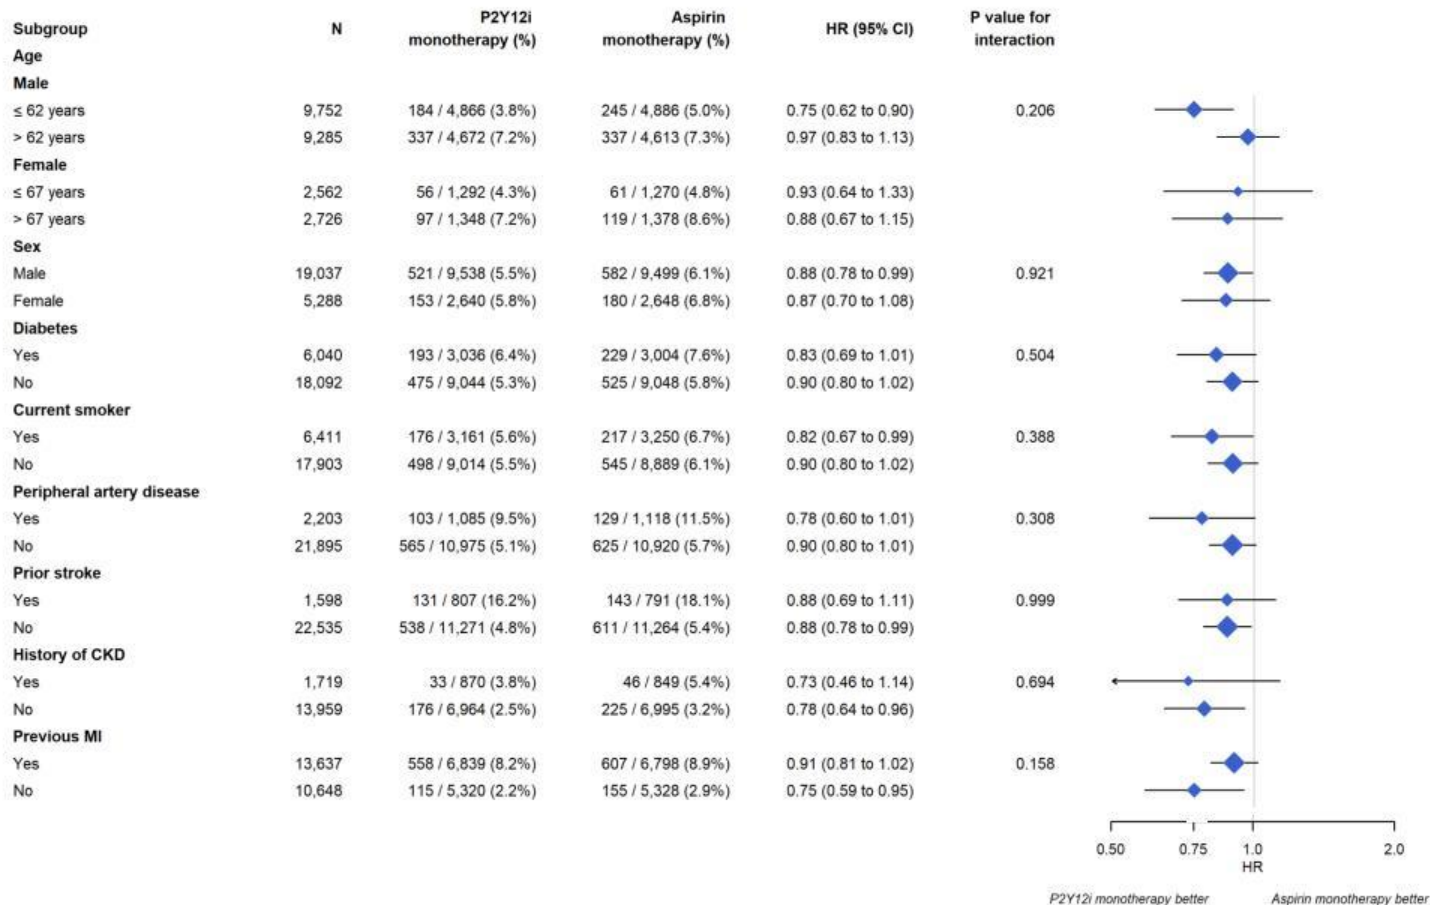 Subgroup N P2Y12i monotherapy (%) Aspirin monotherapy (%) HR (95% CI) P value for interaction
Age
Male
≤ 62 years 9,752 184 / 4,866 (3.8%) 245 / 4,886 (5.0%) 0.75 (0.62 to 0.90) 0.206
> 62 years 9,285 337 / 4,672 (7.2%) 337 / 4,613 (7.3%) 0.97 (0.83 to 1.13)
Female
≤ 67 years 2,562 56 / 1,292 (4.3%) 61 / 1,270 (4.8%) 0.93 (0.64 to 1.33)
> 67 years 2,726 97 / 1,348 (7.2%) 119 / 1,378 (8.6%) 0.88 (0.67 to 1.15)
Sex
Male 19,037 521 / 9,538 (5.5%) 582 / 9,499 (6.1%) 0.88 (0.78 to 0.99) 0.921
Female 5,288 153 / 2,640 (5.8%) 180 / 2,648 (6.8%) 0.87 (0.70 to 1.08)
Diabetes
Yes 6,040 193 / 3,036 (6.4%) 229 / 3,004 (7.6%) 0.83 (0.69 to 1.01) 0.504
No 18,092 475 / 9,044 (5.3%) 525 / 9,048 (5.8%) 0.90 (0.80 to 1.02)
Current smoker
Yes 6,411 176 / 3,161 (5.6%) 217 / 3,250 (6.7%) 0.82 (0.67 to 0.99) 0.388
No 17,903 498 / 9,014 (5.5%) 545 / 8,889 (6.1%) 0.90 (0.80 to 1.02)
Peripheral artery disease
Yes 2,203 103 / 1,085 (9.5%) 129 / 1,118 (11.5%) 0.78 (0.60 to 1.01) 0.308
No 21,895 565 / 10,975 (5.1%) 625 / 10,920 (5.7%) 0.90 (0.80 to 1.01)
Prior stroke
Yes 1,598 131 / 807 (16.2%) 143 / 791 (18.1%) 0.88 (0.69 to 1.11) 0.999
No 22,535 538 / 11,271 (4.8%) 611 / 11,264 (5.4%) 0.88 (0.78 to 0.99)
History of CKD
Yes 1,719 33 / 870 (3.8%) 46 / 849 (5.4%) 0.73 (0.46 to 1.14) 0.694
No 13,959 176 / 6,964 (2.5%) 225 / 6,995 (3.2%) 0.78 (0.64 to 0.96)
Previous MI
Yes 13,637 558 / 6,839 (8.2%) 607 / 6,798 (8.9%) 0.91 (0.81 to 1.02) 0.158
No 10,648 115 / 5,320 (2.2%) 155 / 5,328 (2.9%) 0.75 (0.59 to 0.95)
0.50 0.75 1.0 2.0
HR
P2Y12i monotherapy better Aspirin monotherapy better